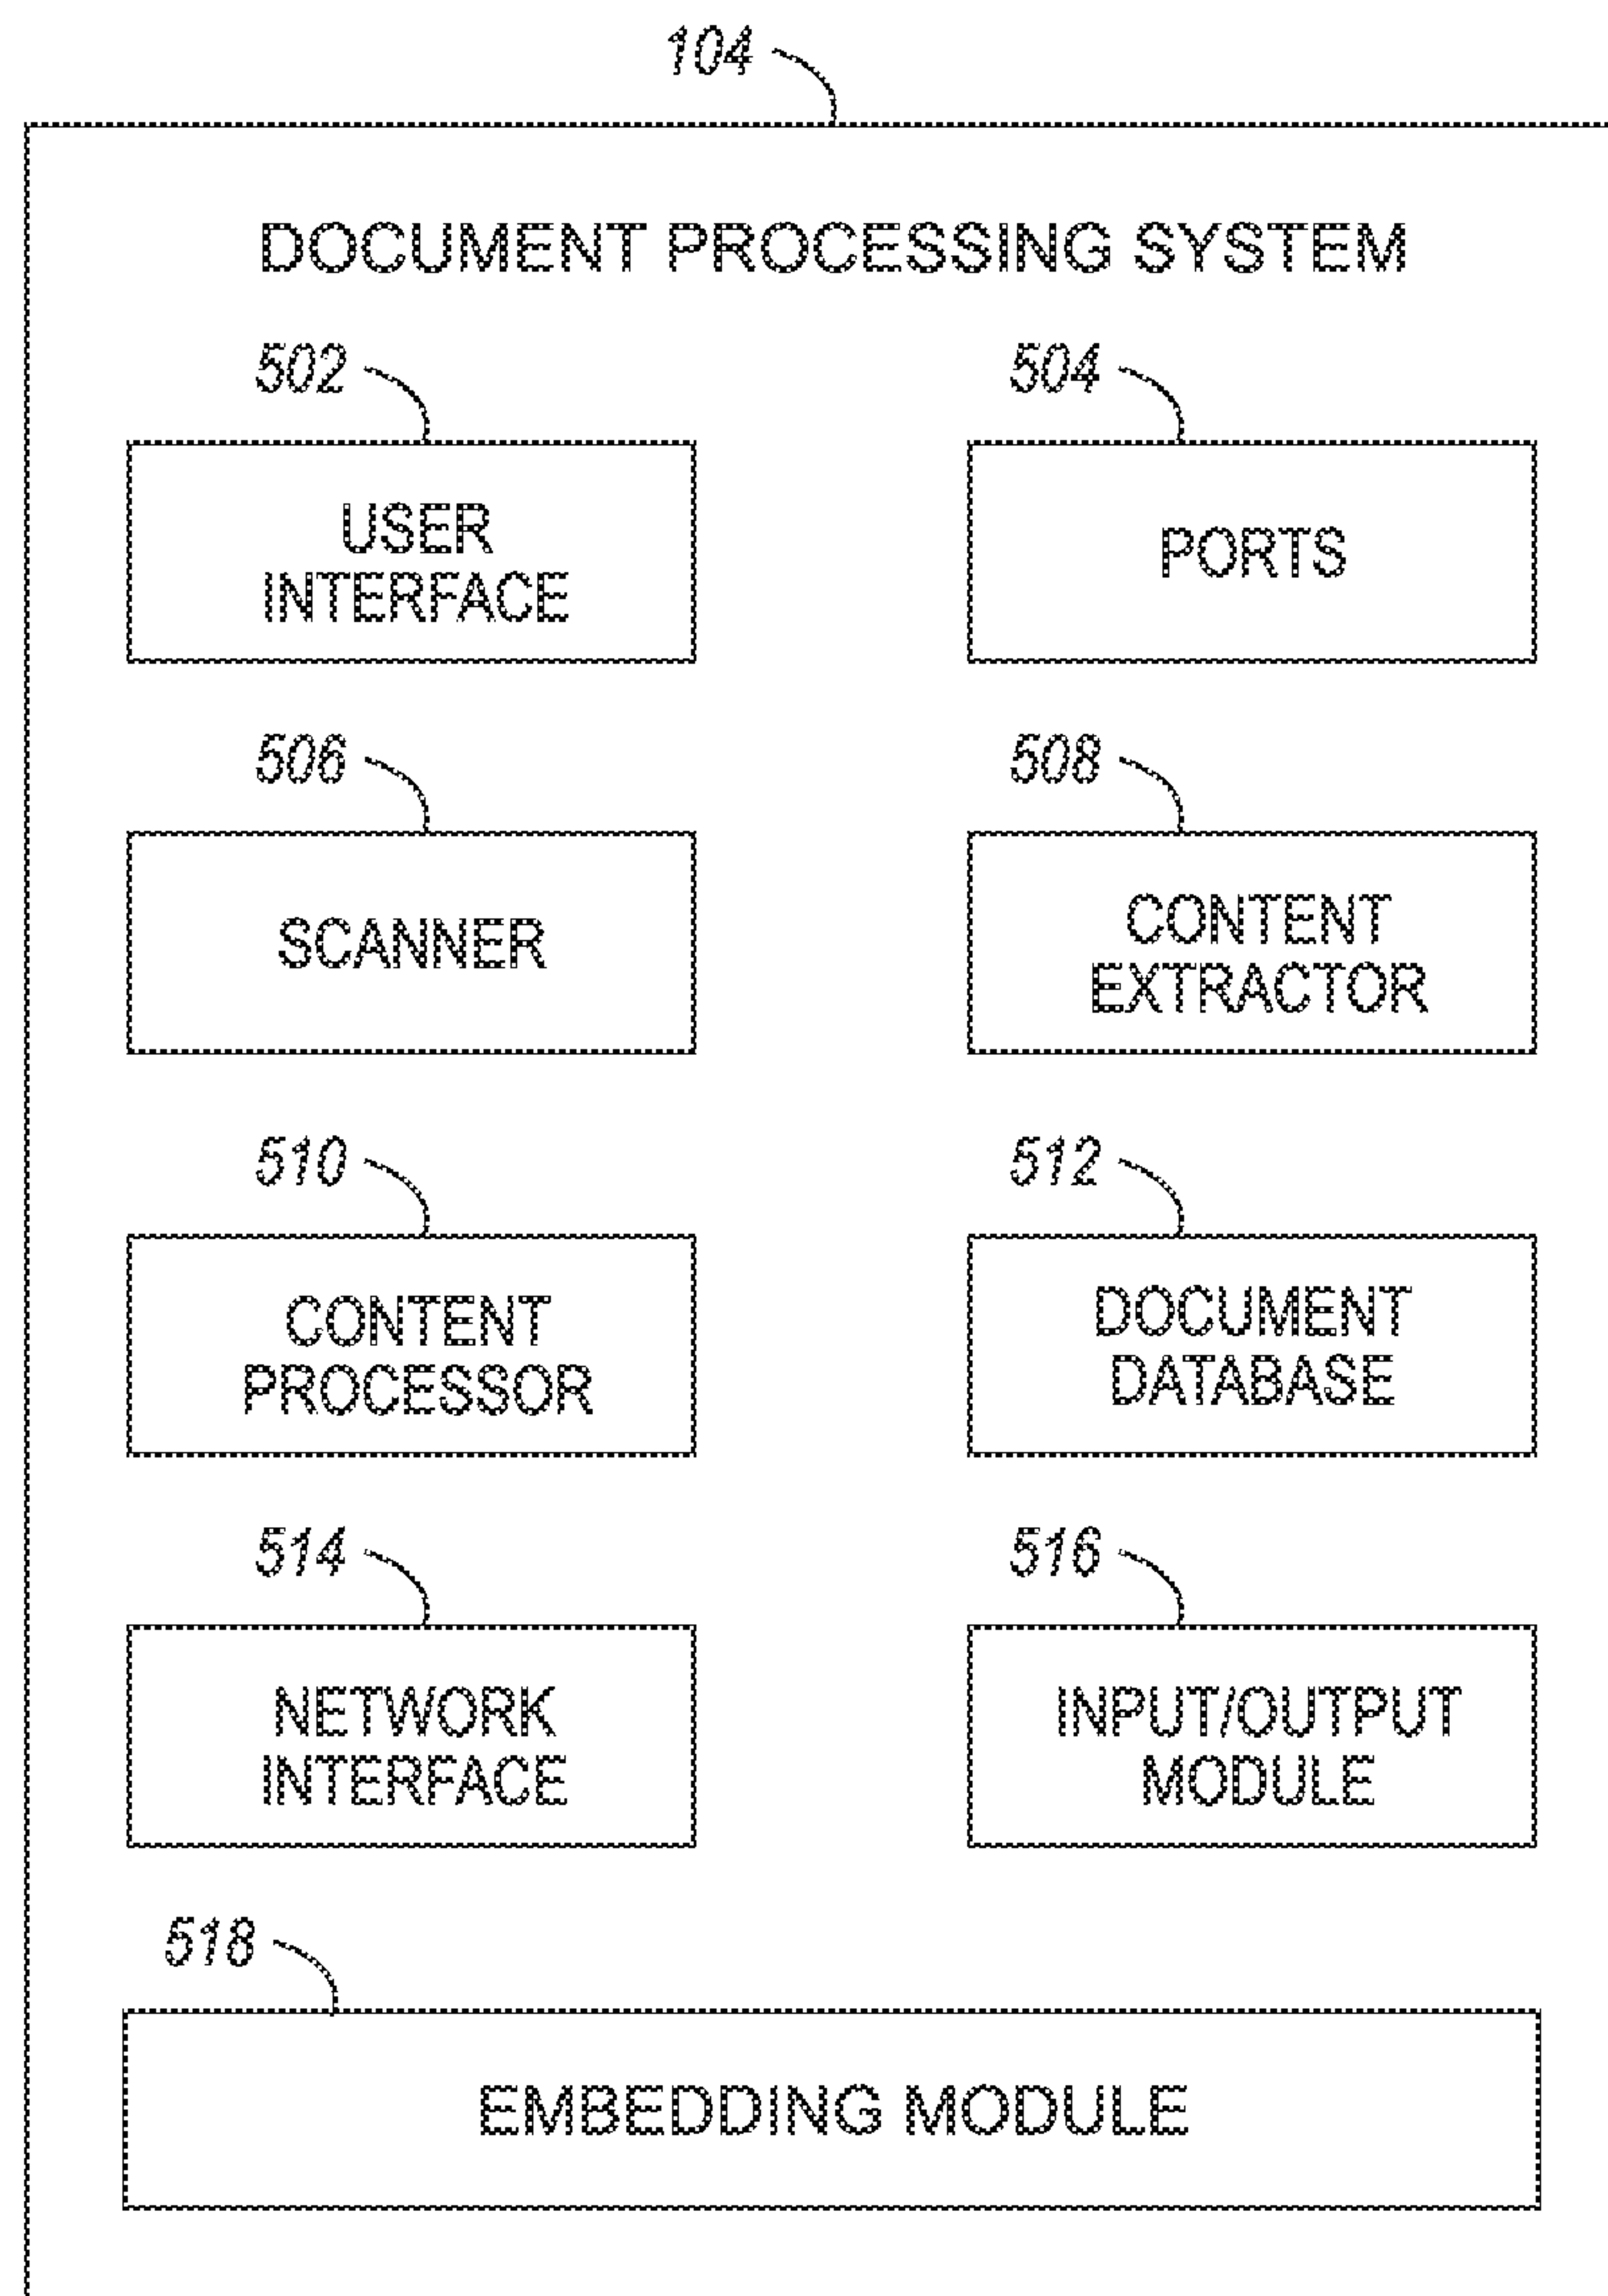 104
DOCUMENT PROCESSING SYSTEM
502
504
USER
INTERFACE
PORTS
506
508
SCANNER
CONTENT
EXTRACTOR
510
512
CONTENT
PROCESSOR
DOCUMENT
DATABASE
514
516
NETWORK
INTERFACE
INPUT/OUTPUT
MODULE
518
EMBEDDING MODULE